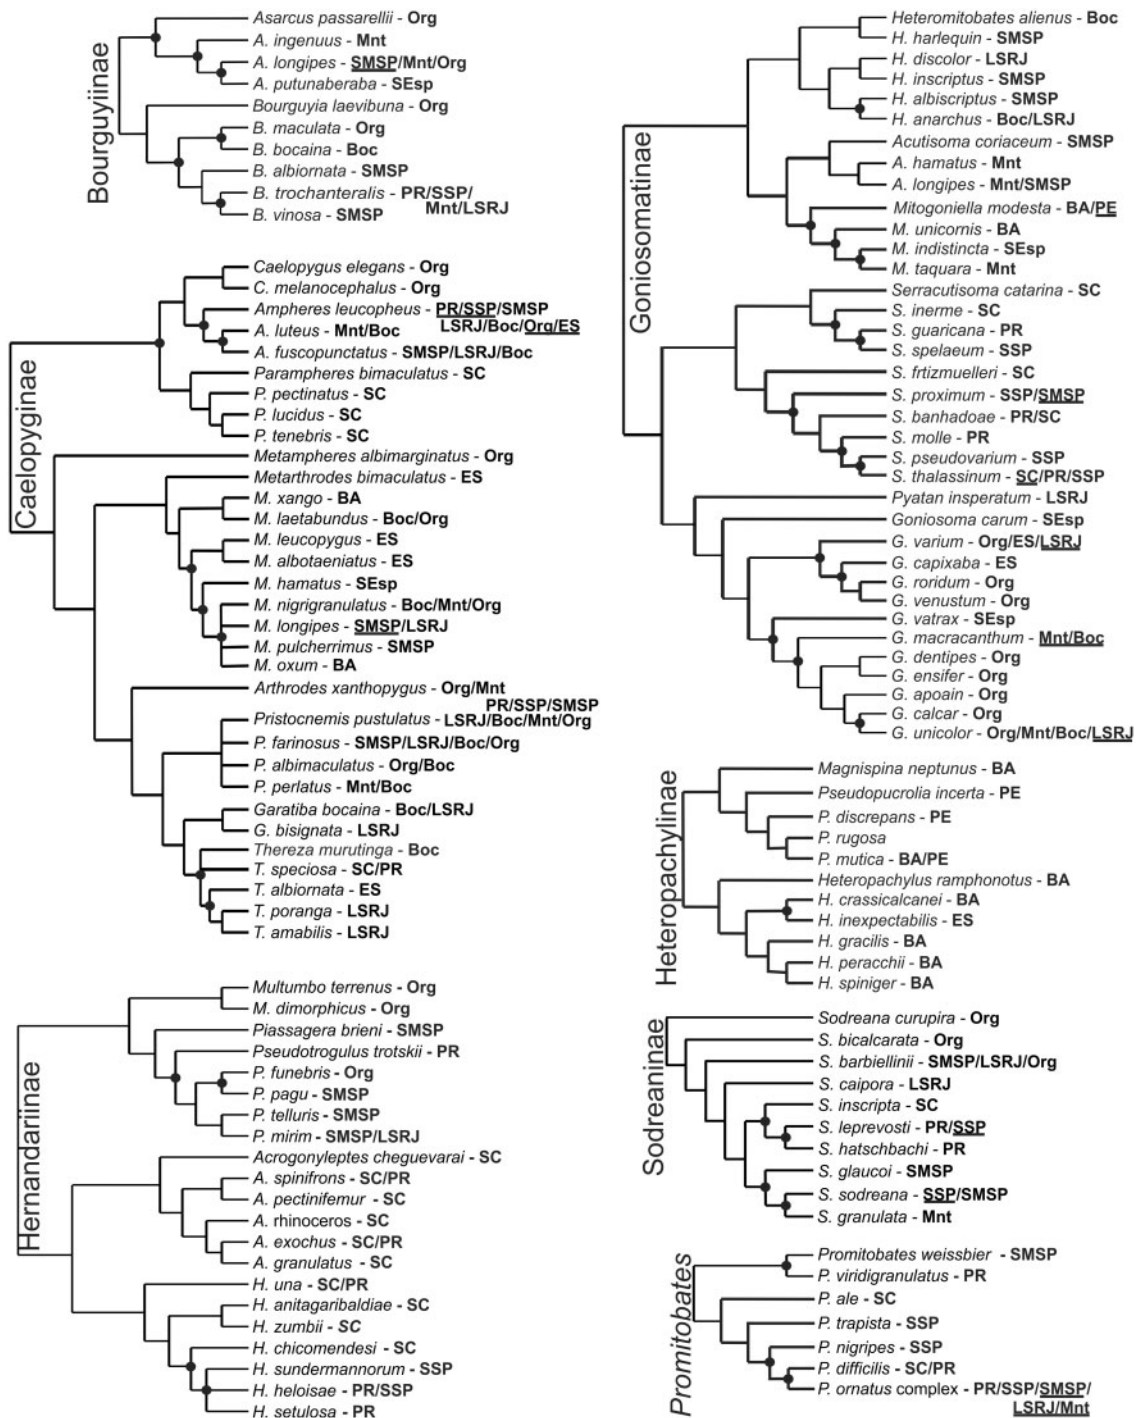 Bourguyiinae
Asarcus passarellii - Org
A. ingenuus - Mnt
A. longipes - SMSP/Mnt/Org
A. putunaberaba - SEsp
Bourguyia laevibuna - Org
B. maculata - Org
B. bocaina - Boc
B. albiornata - SMSP
B. trochanteralis - PR/SSP/
Mnt/LSRJ
B. vinosa - SMSP
Caelopyginae
Caelopygus elegans - Org
C. melanocephalus - Org
Ampheres leucopheus - PR/SSP/SMSP
LSRJ/Boc/Org/ES
A. luteus - Mnt/Boc
A. fuscopunctatus - SMSP/LSRJ/Boc
Parampheres bimaculatus - SC
P. pectinatus - SC
P. lucidus - SC
P. tenebris - SC
Metampheres albimarginatus - Org
Metarthrodes bimaculatus - ES
M. xango - BA
M. laetabundus - Boc/Org
M. leucopygus - ES
M. albotaeniatus - ES
M. hamatus - SEsp
M. nigrigranulatus - Boc/Mnt/Org
M. longipes - SMSP/LSRJ
M. pulcherrimus - SMSP
M. oxum - BA
Arthrodes xanthopygus - Org/Mnt
PR/SSP/SMSP
Pristocnemis pustulatus - LSRJ/Boc/Mnt/Org
P. farinosus - SMSP/LSRJ/Boc/Org
P. albimaculatus - Org/Boc
P. perlatus - Mnt/Boc
Garatiba bocaina - Boc/LSRJ
G. bisignata - LSRJ
Thereza murutinga - Boc
T. speciosa - SC/PR
T. albiornata - ES
T. poranga - LSRJ
T. amabilis - LSRJ
Hernandariinae
Multumbo terrenus - Org
M. dimorphicus - Org
Piassagera brieni - SMSP
Pseudotrogulus trotskii - PR
P. funebris - Org
P. pagu - SMSP
P. telluris - SMSP
P. mirim - SMSP/LSRJ
Acrogonyleptes cheguevarai - SC
A. spinifrons - SC/PR
A. pectinifemur - SC
A. rhinoceros - SC
A. exochus - SC/PR
A. granulatus - SC
H. una - SC/PR
H. anitagaribaldiae - SC
H. zumbii - SC
H. chicomendesi - SC
H. sundermannorum - SSP
H. heloisae - PR/SSP
H. setulosa - PR
Goniosomatinae
Heteromitobates alienus - Boc
H. harlequin - SMSP
H. discolor - LSRJ
H. inscriptus - SMSP
H. albiscriptus - SMSP
H. anarchus - Boc/LSRJ
Acutisoma coriaceum - SMSP
A. hamatus - Mnt
A. longipes - Mnt/SMSP
Mitogoniella modesta - BA/PE
M. unicornis - BA
M. indistincta - SEsp
M. taquara - Mnt
Serracutisoma catarina - SC
S. inerme - SC
S. guaricana - PR
S. spelaeum - SSP
S. frtizmuelleri - SC
S. proximum - SSP/SMSP
S. banhadoae - PR/SC
S. molle - PR
S. pseudovarium - SSP
S. thalassinum - SC/PR/SSP
Pyatan insperatum - LSRJ
Goniosoma carum - SEsp
G. varium - Org/ES/LSRJ
G. capixaba - ES
G. roridum - Org
G. venustum - Org
G. vatrax - SEsp
G. macracanthum - Mnt/Boc
G. dentipes - Org
G. ensifer - Org
G. apoain - Org
G. calcar - Org
G. unicolor - Org/Mnt/Boc/LSRJ
Heteropachylinae
Magnispina neptunus - BA
Pseudopucrolia incerta - PE
P. discrepans - PE
P. rugosa
P. mutica - BA/PE
Heteropachylus ramphonotus - BA
H. crassicalcanei - BA
H. inexpectabilis - ES
H. gracilis - BA
H. peracchii - BA
H. spiniger - BA
Sodreaninae
Sodreana curupira - Org
S. bicalcarata - Org
S. barbiellinii - SMSP/LSRJ/Org
S. caipora - LSRJ
S. inscripta - SC
S. leprevosti - PR/SSP
S. hatschbachi - PR
S. glaucoi - SMSP
S. sodreana - SSP/SMSP
S. granulata - Mnt
Promitobates
Promitobates weissbier - SMSP
P. viridigranulatus - PR
P. ale - SC
P. trapista - SSP
P. nigripes - SSP
P. difficilis - SC/PR
P. ornatus complex - PR/SSP/SMSP/
LSRJ/Mnt